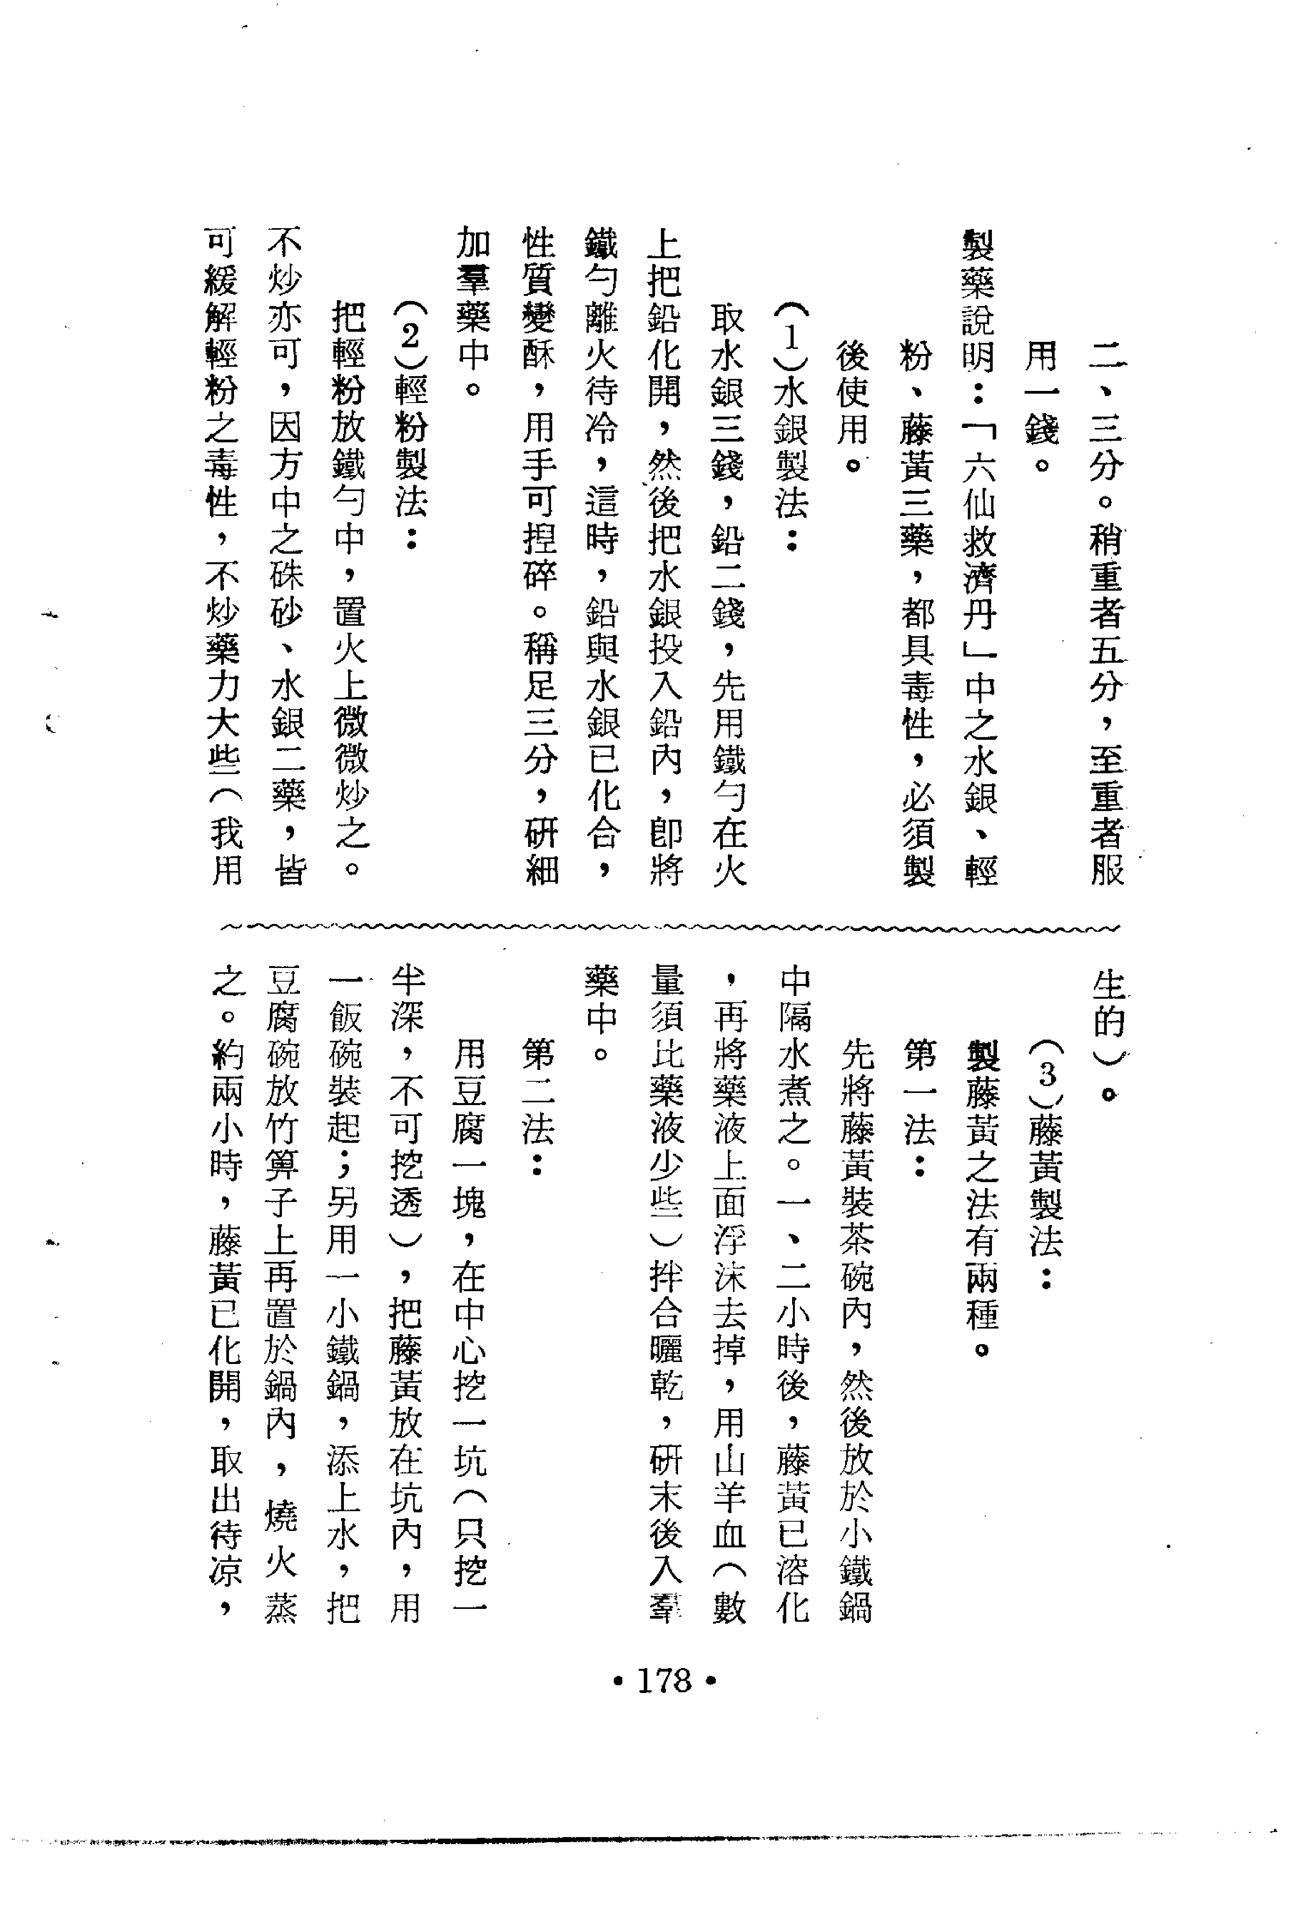 二、三分。稍重者五分，至重者服
用一錢。
製藥說明：「六仙救濟丹」中之水銀、輕
粉、藤黃三藥，都具毒性，必須製
後使用。
（1）水銀製法：
取水銀三錢，鉛二錢，先用鐵勺在火
上把鉛化開，然後把水銀投入鉛內，卽將
鐵勺離火待冷，這時，鉛與水銀已化合，
性質變酥，用手可揑碎。稱足三分，研細
加羣藥中。
（2）輕粉製法：
把輕粉放鐵勺中，置火上微微炒之。
不炒亦可，因方中之硃砂、水銀二藥，皆
可緩解輕粉之毒性，不炒藥力大些（我用
生的）。
（3）藤黃製法：
製藤黃之法有兩種。
第一法：
先將藤黃裝茶碗內，然後放於小鐵鍋
中隔水煮之。一、二小時後，藤黃已溶化
，再將藥液上面浮沫去掉，用山羊血（數
量須比藥液少些）拌合曬乾，研末後入羣
藥中。
第二法：
用豆腐一塊，在中心挖一坑（只挖一
半深，不可挖透），把藤黃放在坑內，用
一飯碗裝起；另用一小鐵鍋，添上水，把
豆腐碗放竹箅子上再置於鍋內，燒火蒸
之。約兩小時，藤黃已化開，取出待凉，
•178•